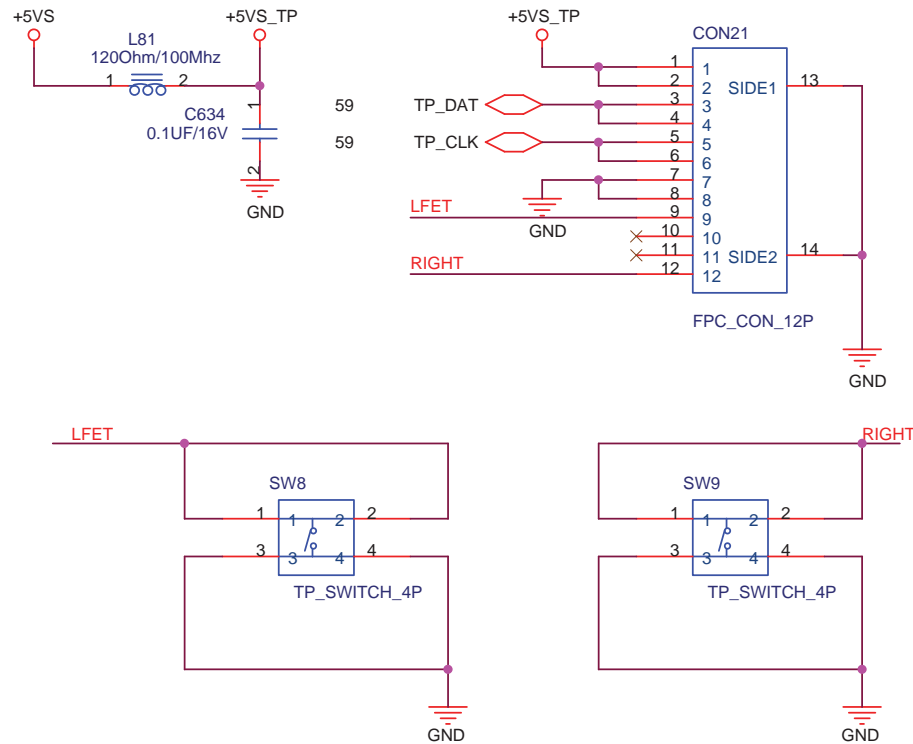 +5VS
+5VS_TP
L81
120Ohm/100Mhz
1 2
1
C634
0.1UF/16V
2
GND
+5VS_TP
CON21
1 1
2 2
SIDE1 13
59 TP_DAT 3 3
4 4
59 TP_CLK 5 5
6 6
7 7
8 8
GND
LFET 9 9
10 10
11 11
SIDE2 14
RIGHT 12 12
FPC_CON_12P
GND
LFET
SW8
1 1 2 2
3 3 4 4
TP_SWITCH_4P
GND
RIGHT
SW9
1 1 2 2
3 3 4 4
TP_SWITCH_4P
GND